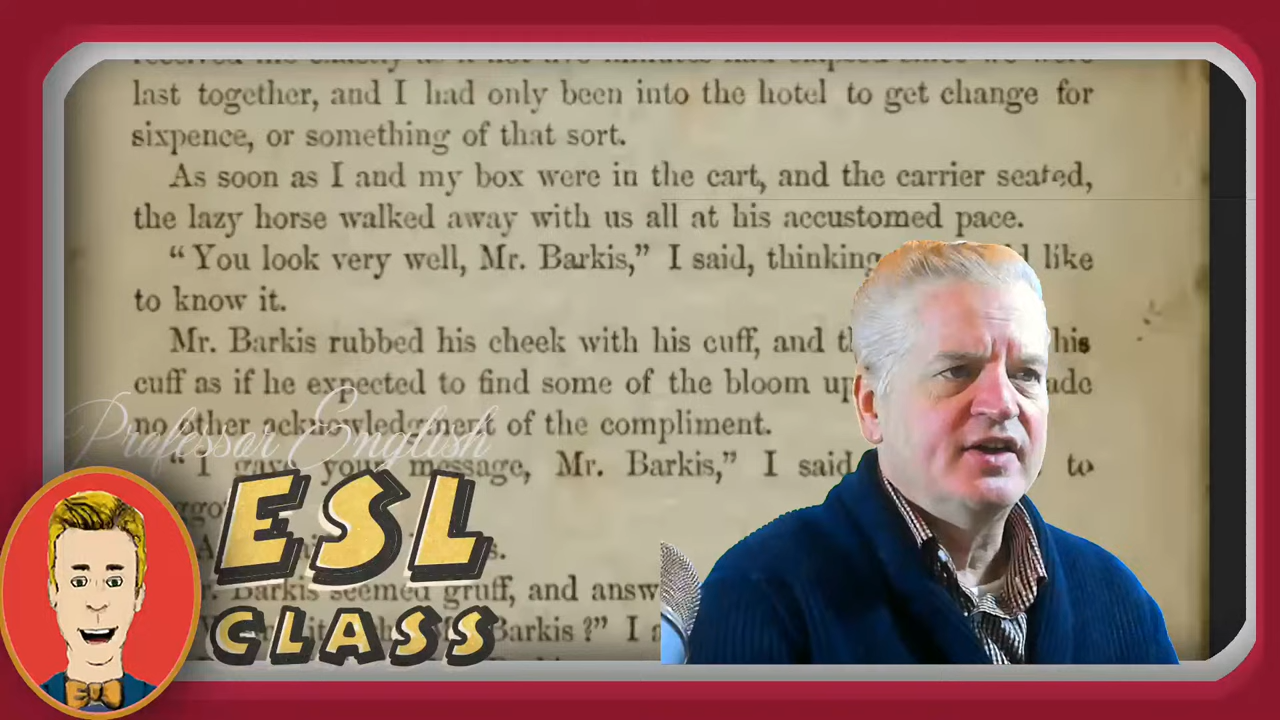 last together, and I had only been into the hotel to get change for
sixpence, or something of that sort.
As soon as I and my box were in the cart, and the carrier seated,
the lazy horse walked away with us all at his accustomed pace.
“You look very well, Mr. Barkis,” I said, thinking like
to know it.
Mr. Barkis rubbed his cheek with his cuff, and his
cuff as if he expected to find some of the bloom
no other acknowledgment of the compliment.
“I gave your message, Mr. Barkis,” I said to
Barkis seemed gruff, and
Barkis?” I
Professor English
ESL
CLASS